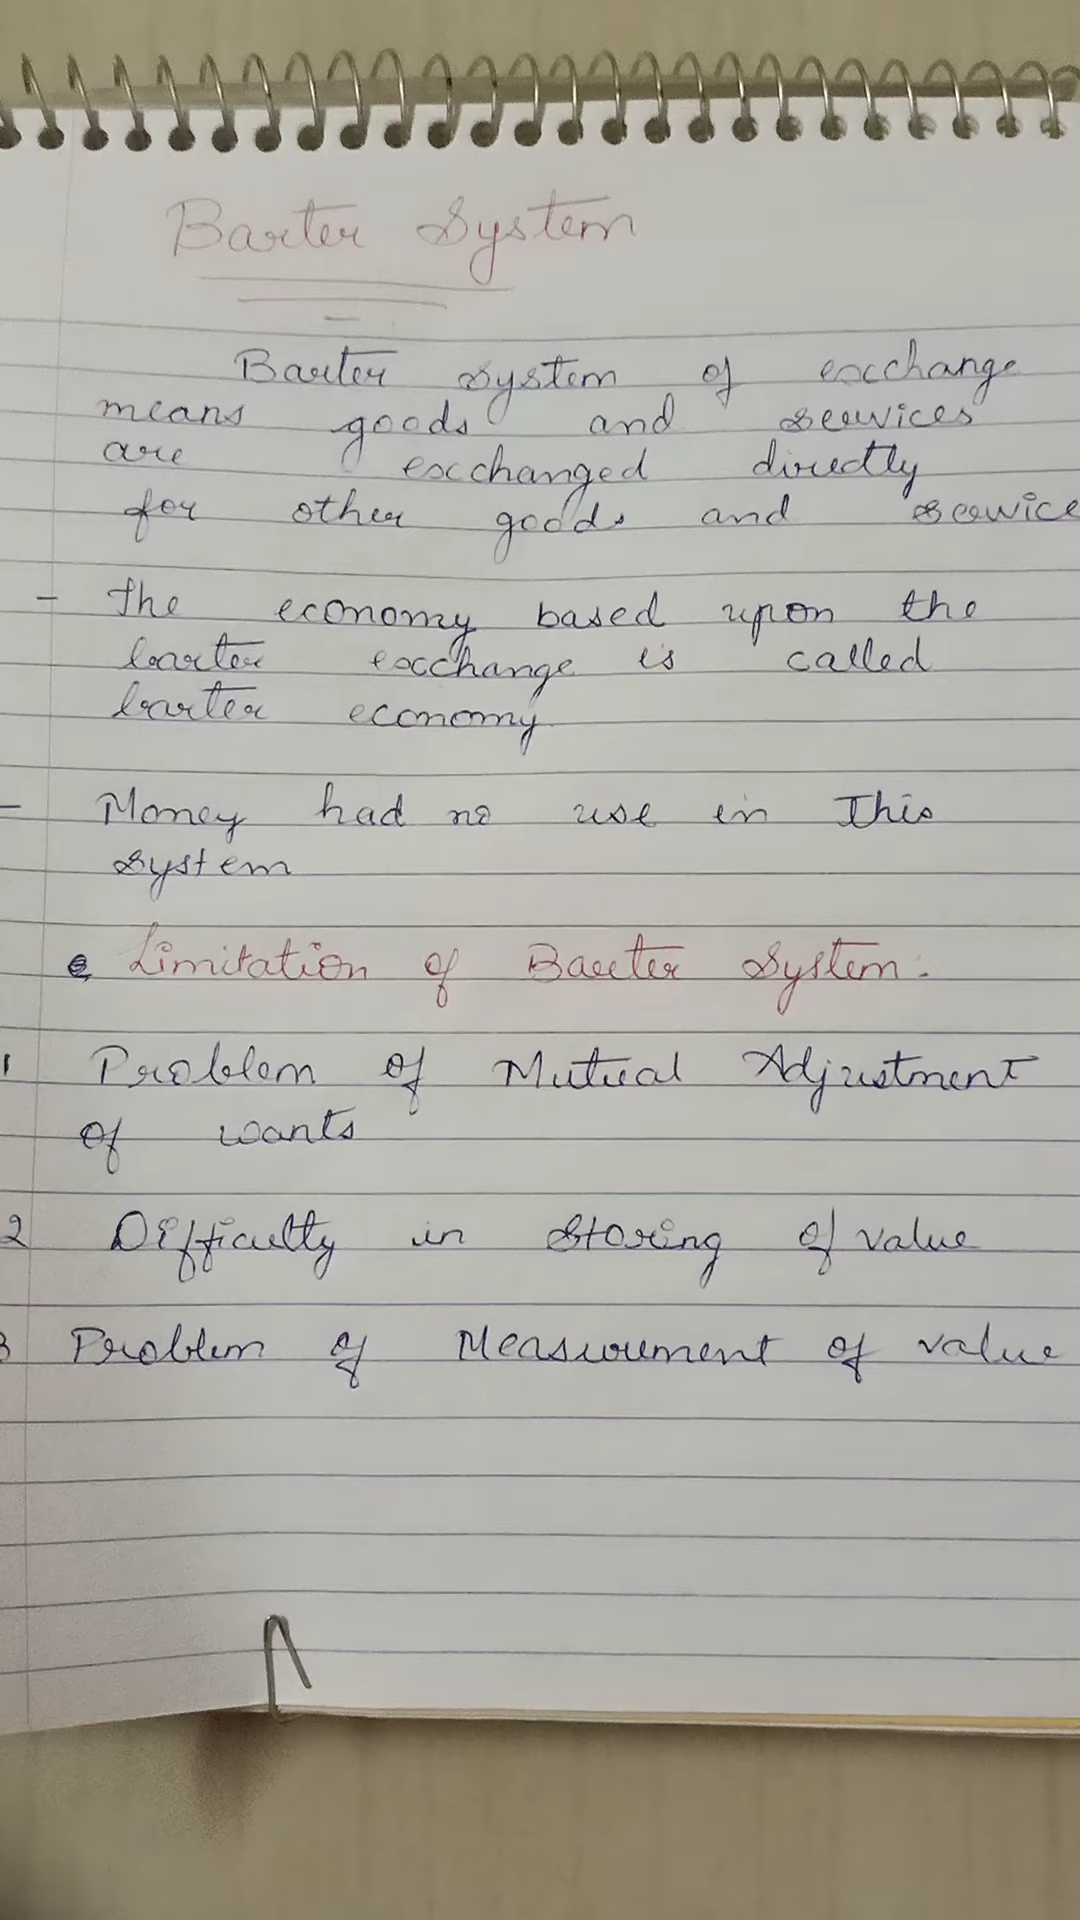 Barter System
Barter system of exchange
means goods and services
are exchanged directly
for other goods and service
- The economy based upon the
barter exchange is called
barter economy
- Money had no use in This
system
Limitation of Barter System:
1 Problem of Mutual Adjustment
of wants
2 Difficulty in storing of value
3 Problem of Measurement of value